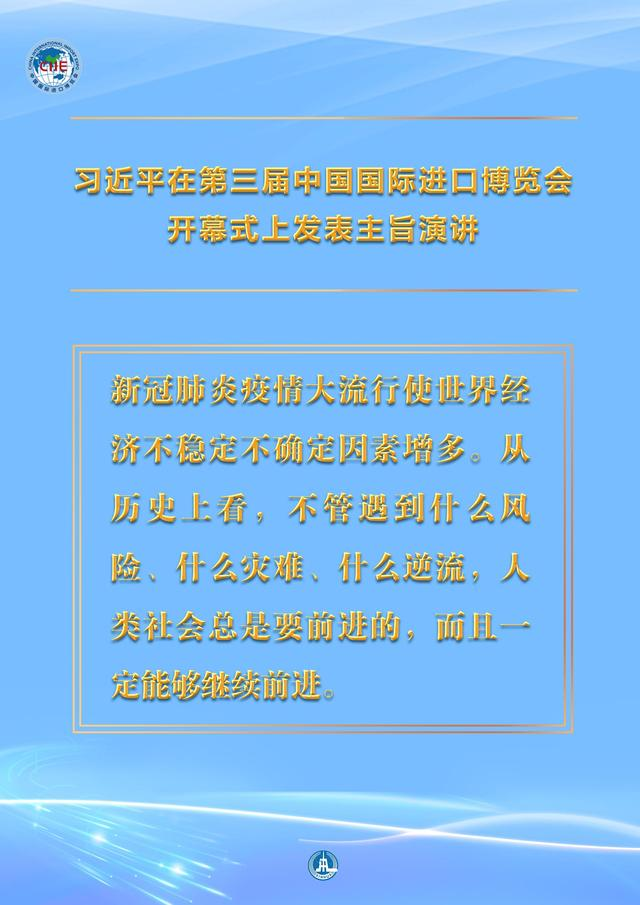 习近平在第三届中国国际进口博览会
开幕式上发表主旨演讲
新冠肺炎疫情大流行使世界经
济不稳定不确定因素增多。从
历史上看，不管遇到什么风
险、什么灾难、什么逆流，人
类社会总是要前进的，而且一
定能够继续前进。